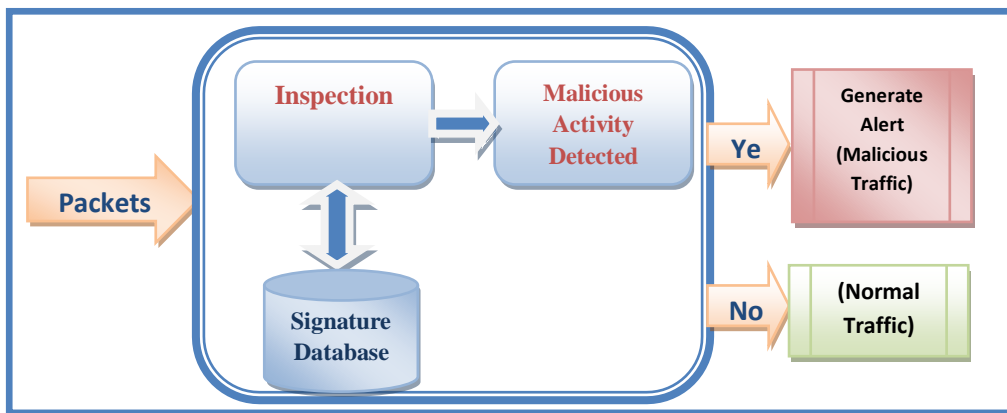 Packets
Inspection
Signature
Database
Malicious
Activity
Detected
Ye
Generate
Alert
(Malicious
Traffic)
No
(Normal
Traffic)